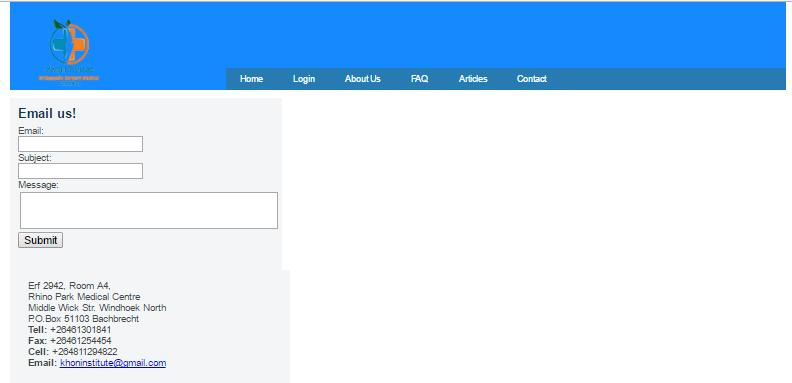 Home Login About Us FAQ Articles Contact
Email us!
Email:
Subject:
Message:
Submit
Erf 2942, Room A4,
Rhino Park Medical Centre
Middle Wick Str. Windhoek North
P.O.Box 51103 Bachbrecht
Tell: +26461301841
Fax: +26461254454
Cell: +264811294822
Email: khoninstitute@gmail.com